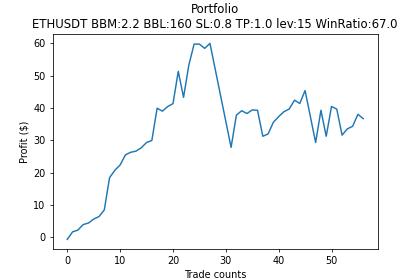 Portfolio
ETHUSDT BBM:2.2 BBL:160 SL:0.8 TP:1.0 lev:15 WinRatio:67.0
60
50
40
30
20
10
0
Profit ($)
0 10 20 30 40 50
Trade counts